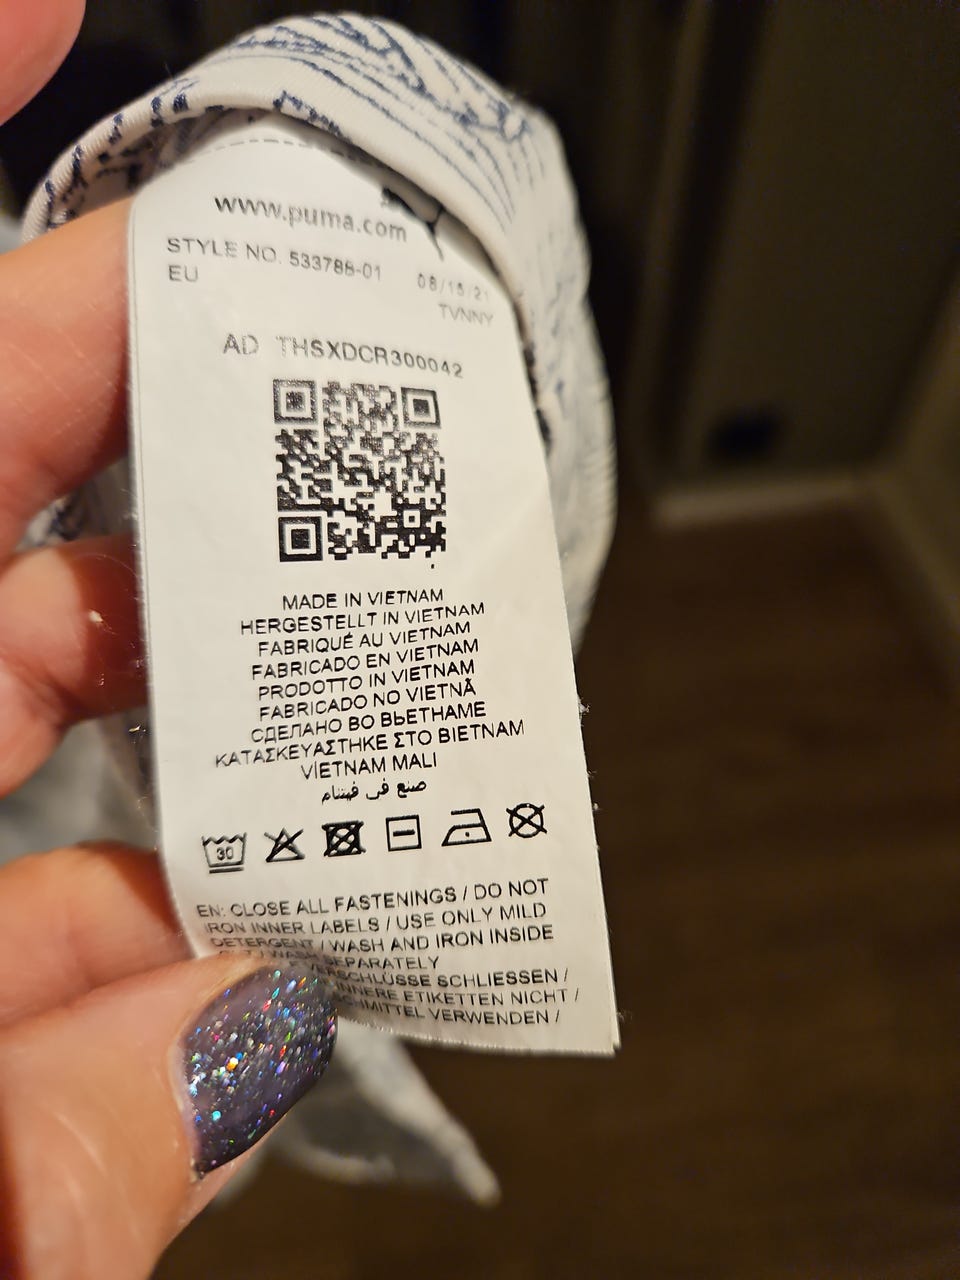 www.puma.com
STYLE NO. 533788-01
08/15/21
EU
TVNNY
AD THSXDCR300042
MADE IN VIETNAM
HERGESTELLT IN VIETNAM
FABRIQUÉ AU VIETNAM
FABRICADO EN VIETNAM
PRODOTTO IN VIETNAM
FABRICADO NO VIETNÃ
СДЕЛАНО ВО ВЬЕТНАМЕ
ΚΑΤΑΣΚΕΥΑΣΤΗΚΕ ΣΤΟ ΒΙΕΤΝΑΜ
VİETNAM MALI
صنع فى فيتنام
30
EN: CLOSE ALL FASTENINGS / DO NOT
IRON INNER LABELS / USE ONLY MILD
DETERGENT / WASH AND IRON INSIDE
OUT / WASH SEPARATELY
VERSCHLÜSSE SCHLIESSEN /
INNERE ETIKETTEN NICHT /
VERWENDEN /